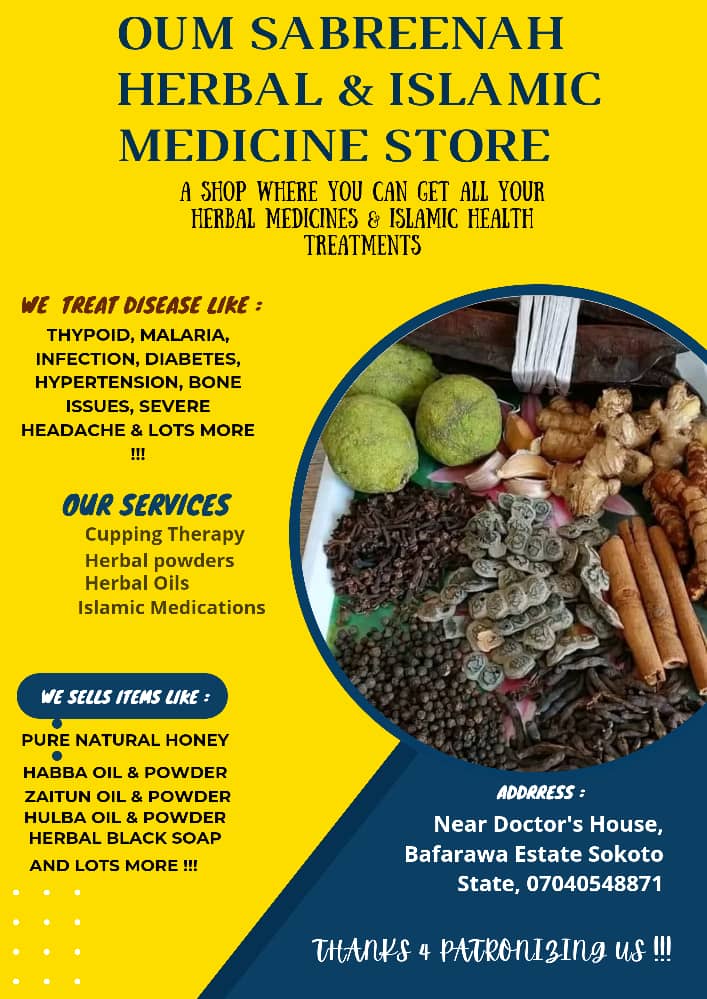 OUM SABREENAH
HERBAL & ISLAMIC
MEDICINE STORE
A SHOP WHERE YOU CAN GET ALL YOUR
HERBAL MEDICINES & ISLAMIC HEALTH
TREATMENTS
WE TREAT DISEASE LIKE :
THYPOID, MALARIA,
INFECTION, DIABETES,
HYPERTENSION, BONE
ISSUES, SEVERE
HEADACHE & LOTS MORE
!!!
OUR SERVICES
Cupping Therapy
Herbal powders
Herbal Oils
Islamic Medications
WE SELLS ITEMS LIKE :
PURE NATURAL HONEY
HABBA OIL & POWDER
ZAITUN OIL & POWDER
HULBA OIL & POWDER
HERBAL BLACK SOAP
AND LOTS MORE !!!
ADDRRESS :
Near Doctor's House,
Bafarawa Estate Sokoto
State, 07040548871
THANKS 4 PATRONIZING US !!!